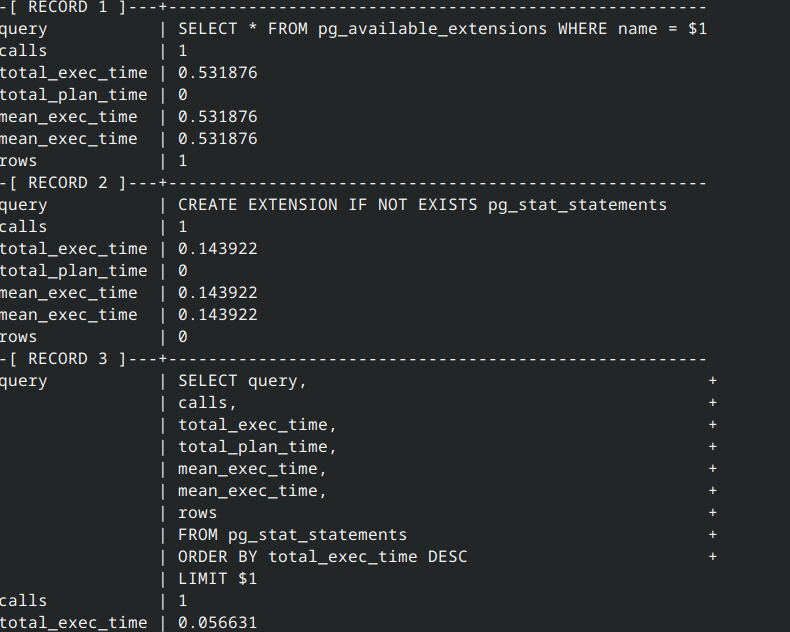 -[ RECORD 1 ]---+------------------------------------------------------
query           | SELECT * FROM pg_available_extensions WHERE name = $1
calls           | 1
total_exec_time | 0.531876
total_plan_time | 0
mean_exec_time  | 0.531876
mean_exec_time  | 0.531876
rows            | 1
-[ RECORD 2 ]---+------------------------------------------------------
query           | CREATE EXTENSION IF NOT EXISTS pg_stat_statements
calls           | 1
total_exec_time | 0.143922
total_plan_time | 0
mean_exec_time  | 0.143922
mean_exec_time  | 0.143922
rows            | 0
-[ RECORD 3 ]---+------------------------------------------------------
query           | SELECT query,                                        +
                | calls,                                               +
                | total_exec_time,                                     +
                | total_plan_time,                                     +
                | mean_exec_time,                                      +
                | mean_exec_time,                                      +
                | rows                                                 +
                | FROM pg_stat_statements                              +
                | ORDER BY total_exec_time DESC                        +
                | LIMIT $1
calls           | 1
total_exec_time | 0.056631